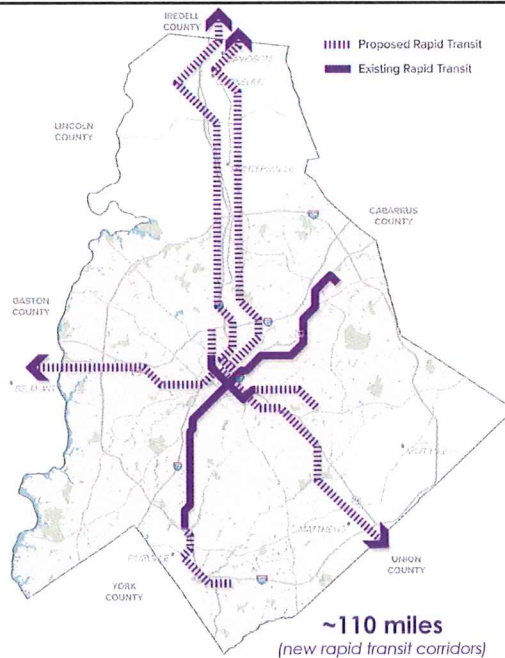 IREDELL
COUNTY
Proposed Rapid Transit
Existing Rapid Transit
LINCOLN
COUNTY
CABARRUS
COUNTY
GASTON
COUNTY
MATTHEWS
UNION
COUNTY
YORK
COUNTY
~110 miles
(new rapid transit corridors)